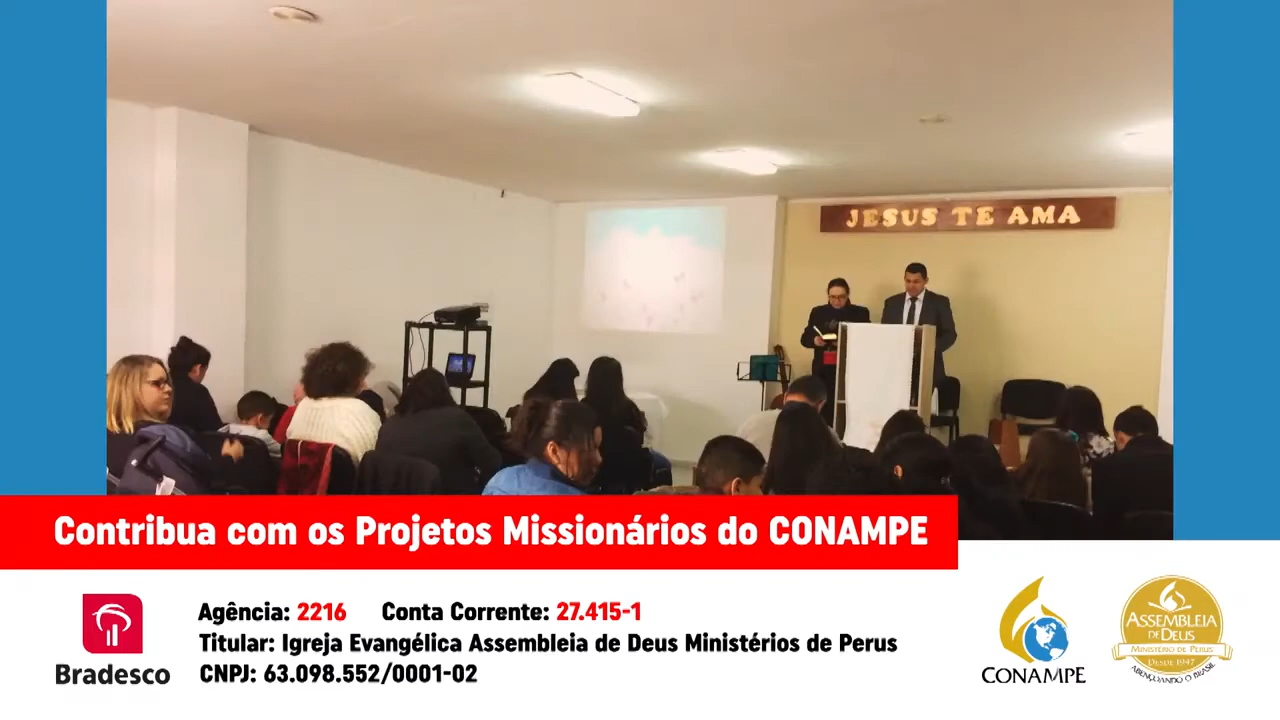 JESUS TE AMA
Contribua com os Projetos Missionários do CONAMPE
Agência: 2216 Conta Corrente: 27.415-1
Titular: Igreja Evangélica Assembleia de Deus Ministérios de Perus
CNPJ: 63.098.552/0001-02
Bradesco
CONAMPE
ASSEMBLEIA
DE DEUS
MINISTÉRIO DE PERUS
DESDE 1947
ABENÇOANDO O BRASIL